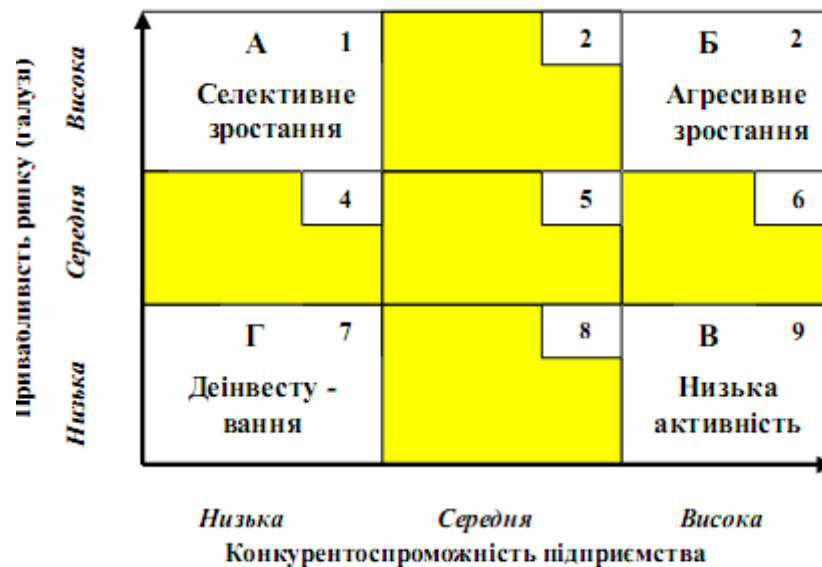 Привабливість ринку (галузі)
Висока
Середня
Низька
А 1
Селективне
зростання
2
Б 2
Агресивне
зростання
4
5
6
Г 7
Деінвесту -
вання
8
В 9
Низька
активність
Низька Середня Висока
Конкурентоспроможність підприємства